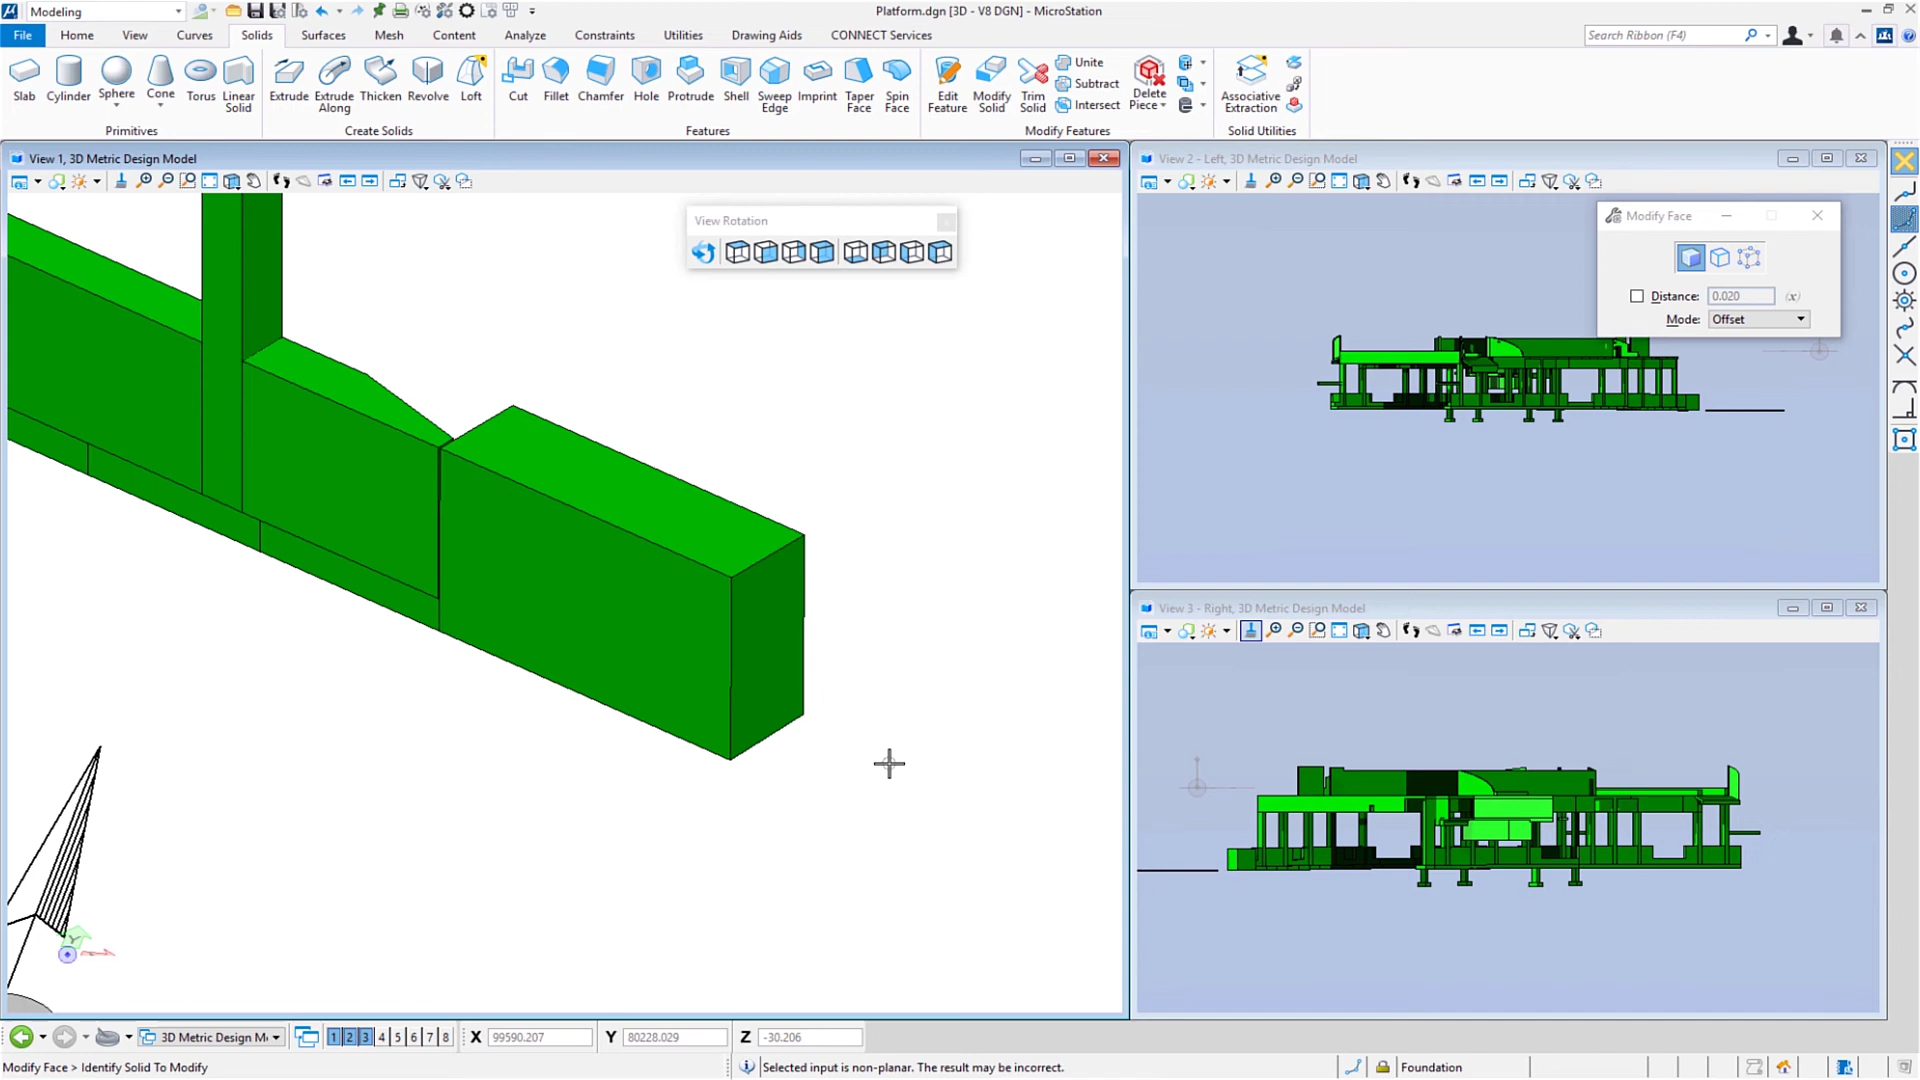 Modeling
Platform.dgn [3D - V8 DGN] - MicroStation
File Home View Curves Solids Surfaces Mesh Content Analyze Constraints Utilities Drawing Aids CONNECT Services
Search Ribbon (F4)
Slab Cylinder Sphere Cone Torus Linear Solid
Extrude Extrude Along Thicken Revolve Loft
Cut Fillet Chamfer Hole Protrude Shell Sweep Edge Imprint Taper Face Spin Face
Edit Feature Modify Solid Trim Solid Unite Subtract Intersect Delete Piece
Associative Extraction
Primitives Create Solids Features Modify Features Solid Utilities
View 1, 3D Metric Design Model
View 2 - Left, 3D Metric Design Model
View Rotation
Modify Face
Distance: 0.020 (x)
Mode: Offset
View 3 - Right, 3D Metric Design Model
Y
3D Metric Design M 1 2 3 4 5 6 7 8 X 99590.207 Y 80228.029 Z -30.206
Modify Face > Identify Solid To Modify
Selected input is non-planar. The result may be incorrect.
Foundation